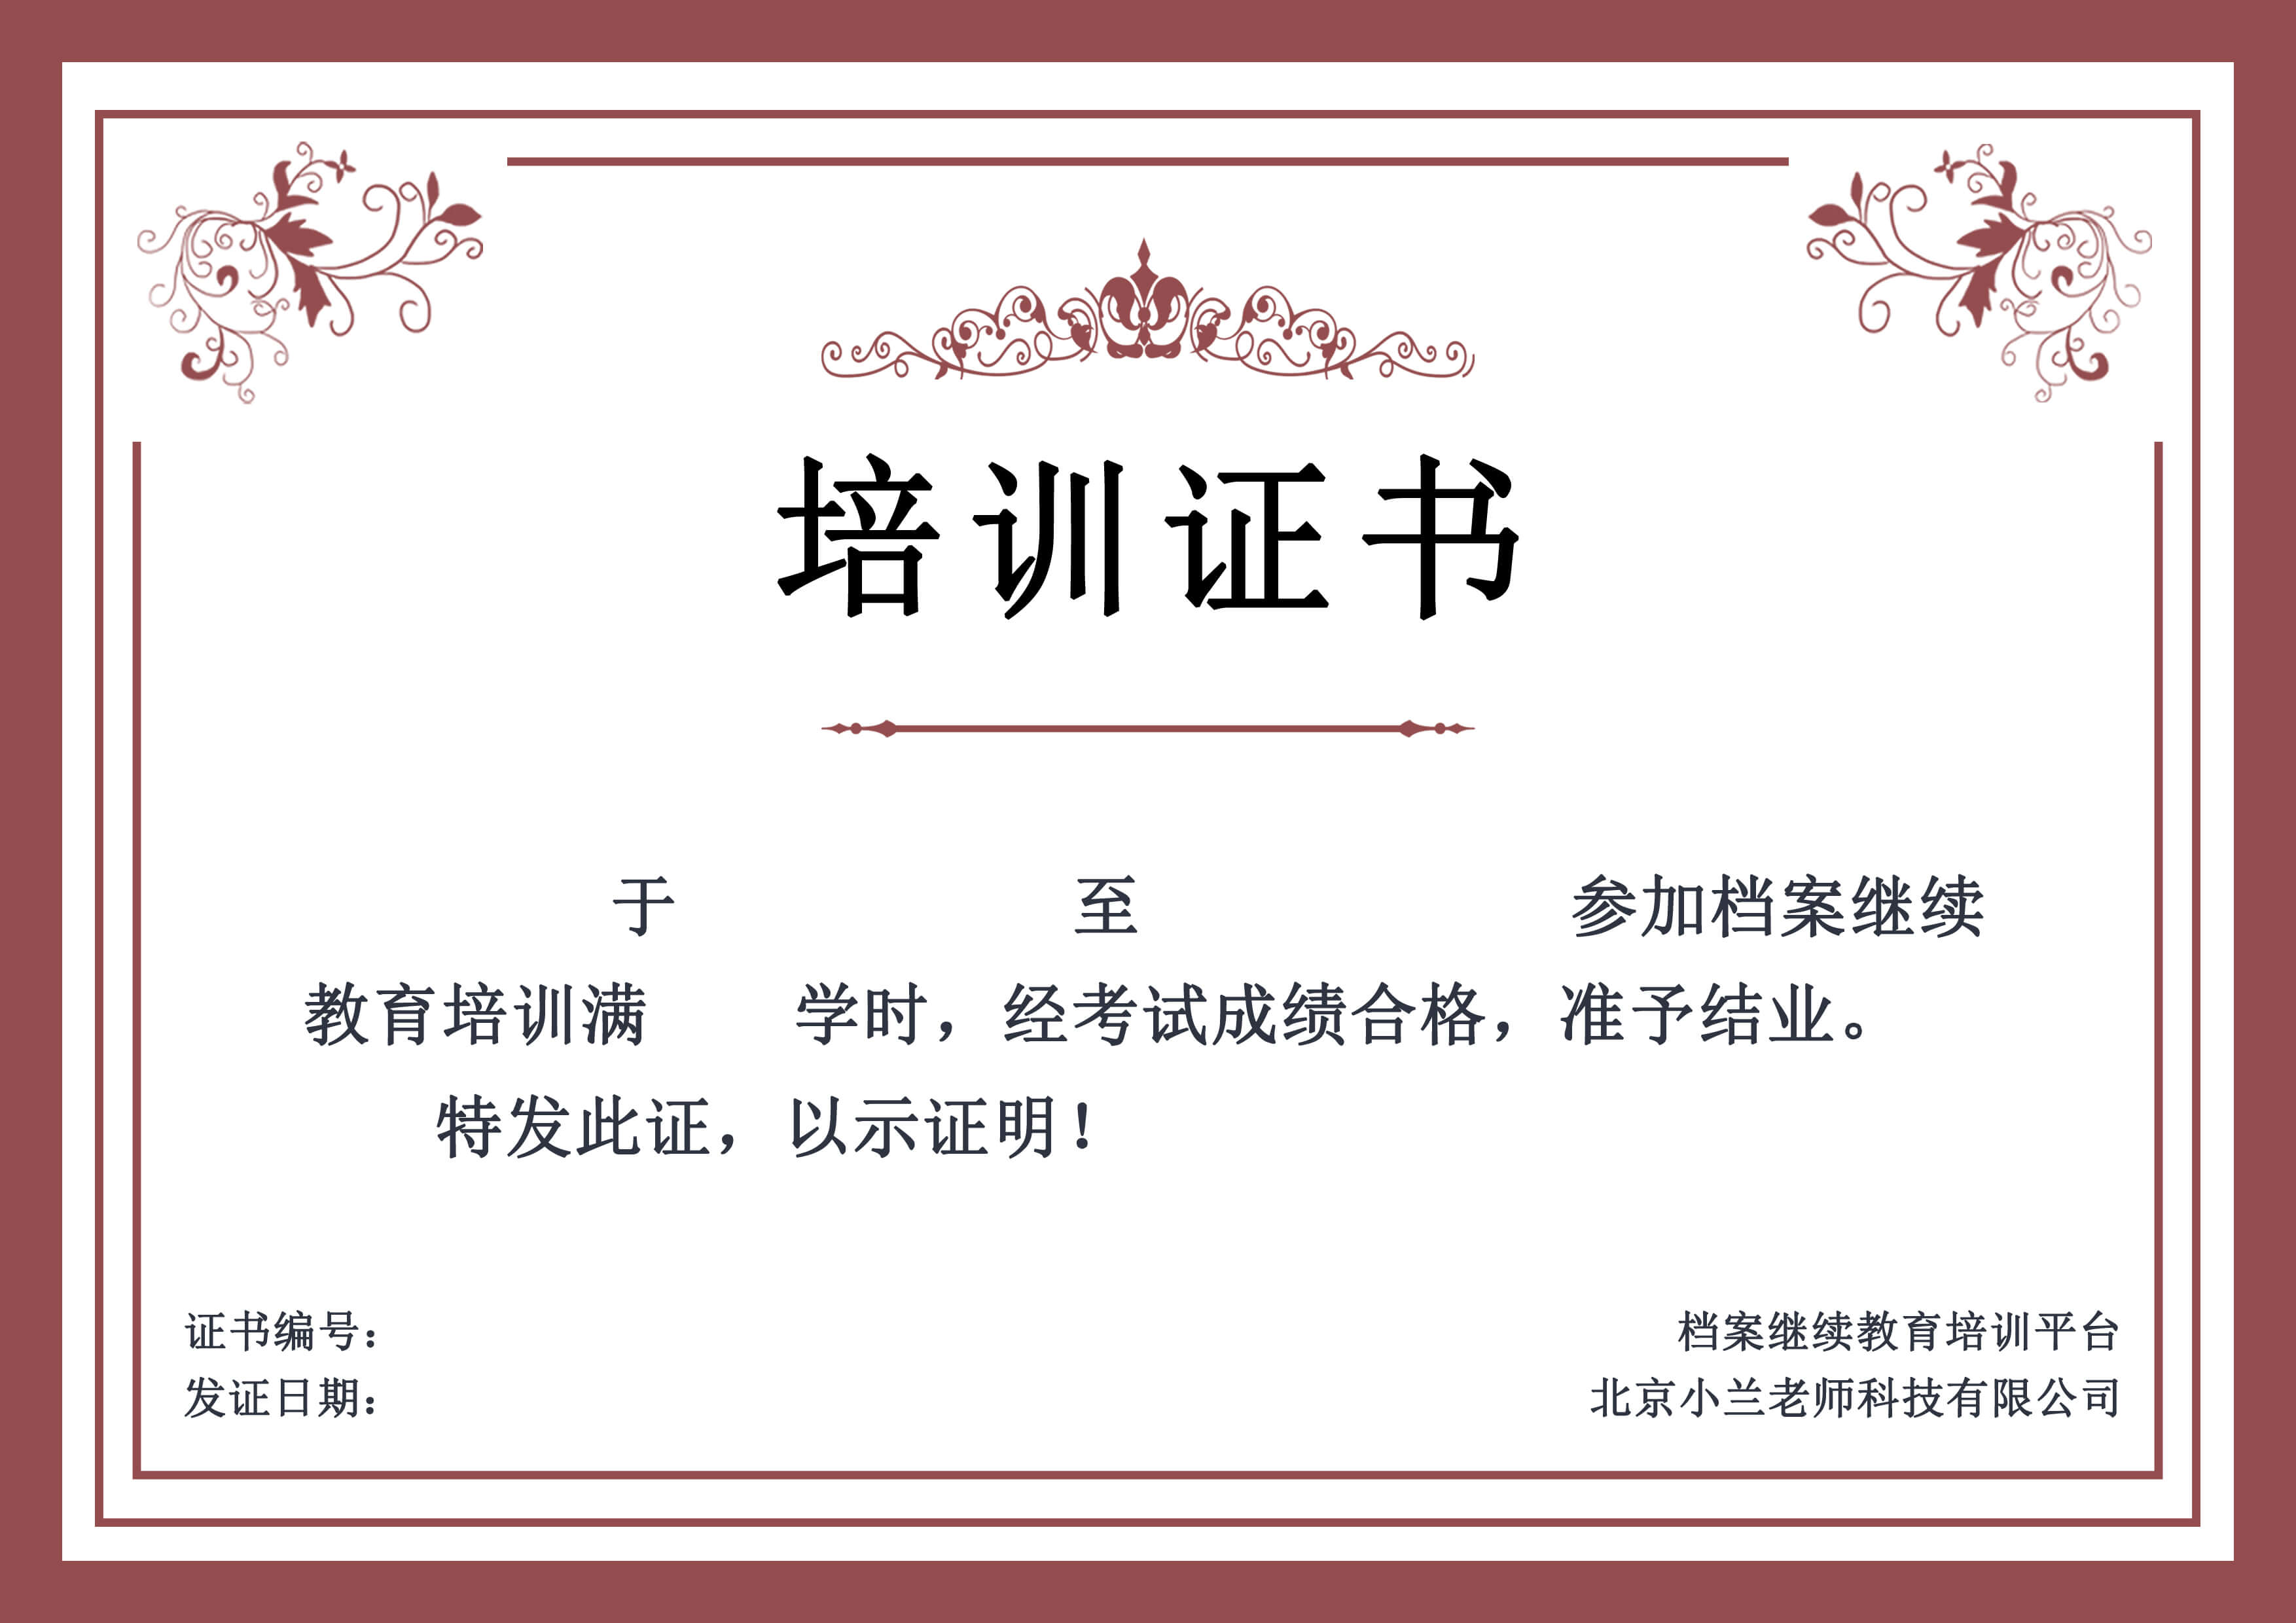 培训证书
于 至 参加档案继续
教育培训满 学时，经考试成绩合格，准予结业。
特发此证，以示证明！
证书编号：
发证日期：
档案继续教育培训平台
北京小兰老师科技有限公司